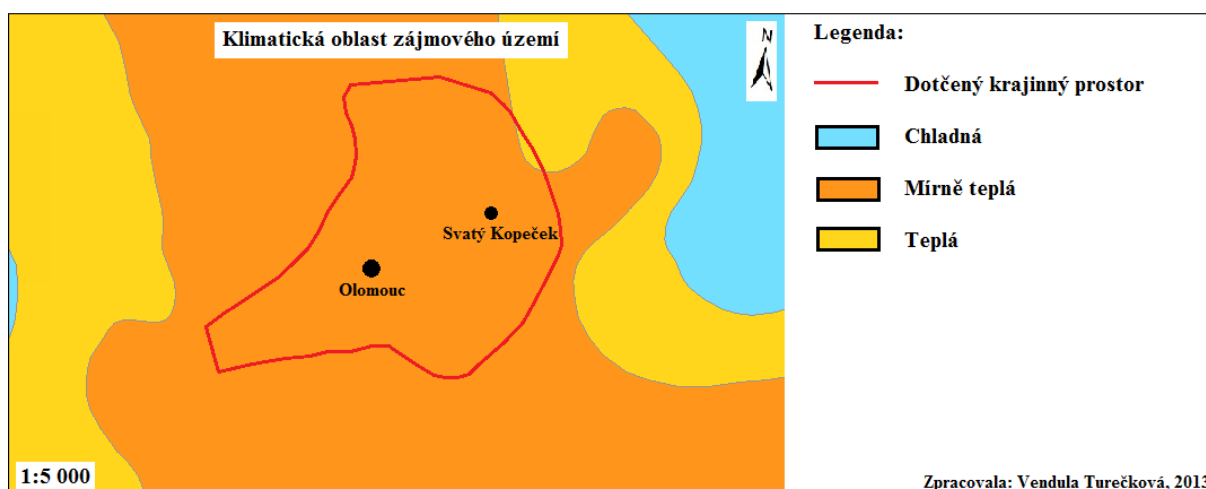 Klimatická oblast zájmového území
N
Svatý Kopeček
Olomouc
1:5 000
Legenda:
Dotčený krajinný prostor
Chladná
Mírně teplá
Teplá
Zpracovala: Vendula Turečková, 2013